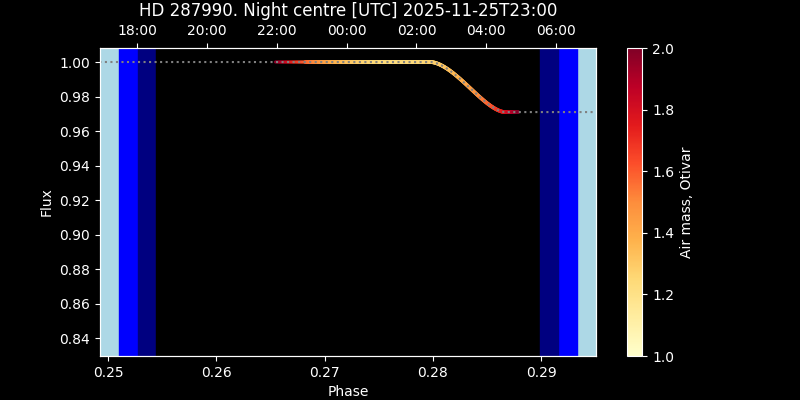 HD 287990. Night centre [UTC] 2025-11-25T23:00
18:00 20:00 22:00 00:00 02:00 04:00 06:00
1.00
0.98
0.96
0.94
0.92
0.90
0.88
0.86
0.84
Flux
0.25 0.26 0.27 0.28 0.29
Phase
2.0
1.8
1.6
1.4
1.2
1.0
Air mass, Otivar